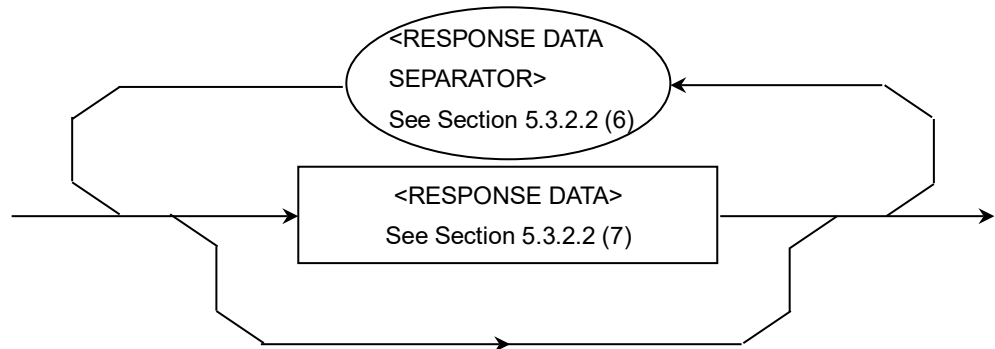 <RESPONSE DATA
SEPARATOR>
See Section 5.3.2.2 (6)
<RESPONSE DATA>
See Section 5.3.2.2 (7)